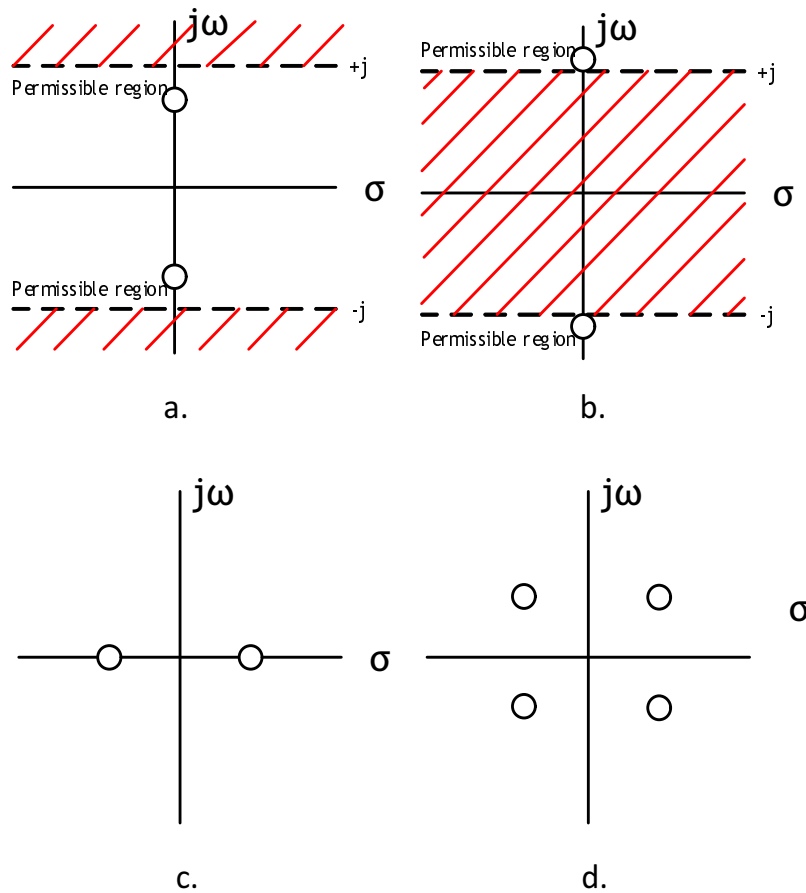 jω
+j
Permissible region
σ
Permissible region
-j
a.
jω
Permissible region
+j
σ
-j
Permissible region
b.
jω
σ
c.
jω
σ
d.